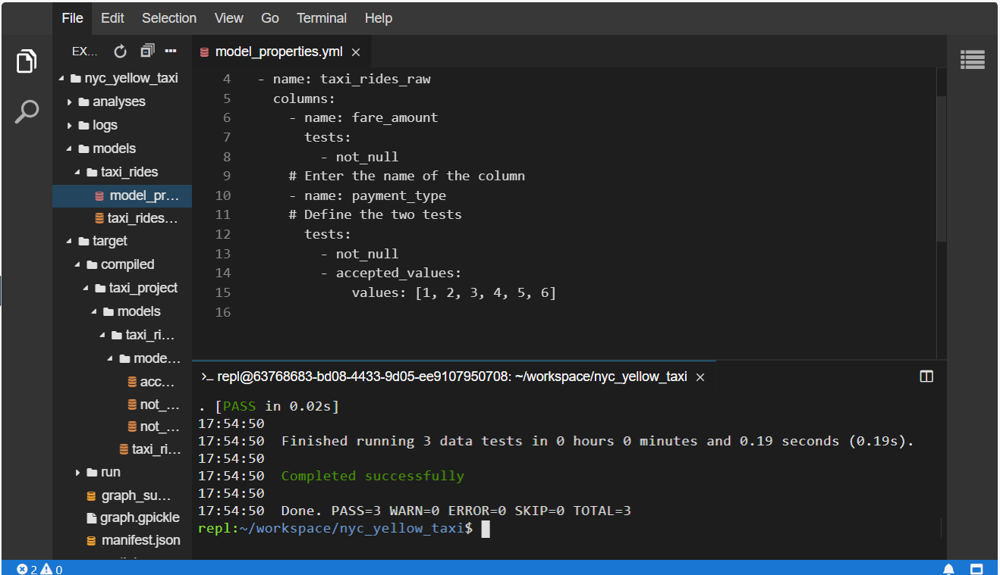 File Edit Selection View Go Terminal Help
EX...
nyc_yellow_taxi
analyses
logs
models
taxi_rides
model_pr...
taxi_rides...
target
compiled
taxi_project
models
taxi_ri...
mode...
acc...
not_...
not_...
taxi_ri...
run
graph_su...
graph.gpickle
manifest.json
model_properties.yml ×
4 - name: taxi_rides_raw
5 columns:
6 - name: fare_amount
7 tests:
8 - not_null
9 # Enter the name of the column
10 - name: payment_type
11 # Define the two tests
12 tests:
13 - not_null
14 - accepted_values:
15 values: [1, 2, 3, 4, 5, 6]
16
>_ repl@63768683-bd08-4433-9d05-ee9107950708: ~/workspace/nyc_yellow_taxi ×
. [PASS in 0.02s]
17:54:50
17:54:50 Finished running 3 data tests in 0 hours 0 minutes and 0.19 seconds (0.19s).
17:54:50
17:54:50 Completed successfully
17:54:50
17:54:50 Done. PASS=3 WARN=0 ERROR=0 SKIP=0 TOTAL=3
repl:~/workspace/nyc_yellow_taxi$
2 0